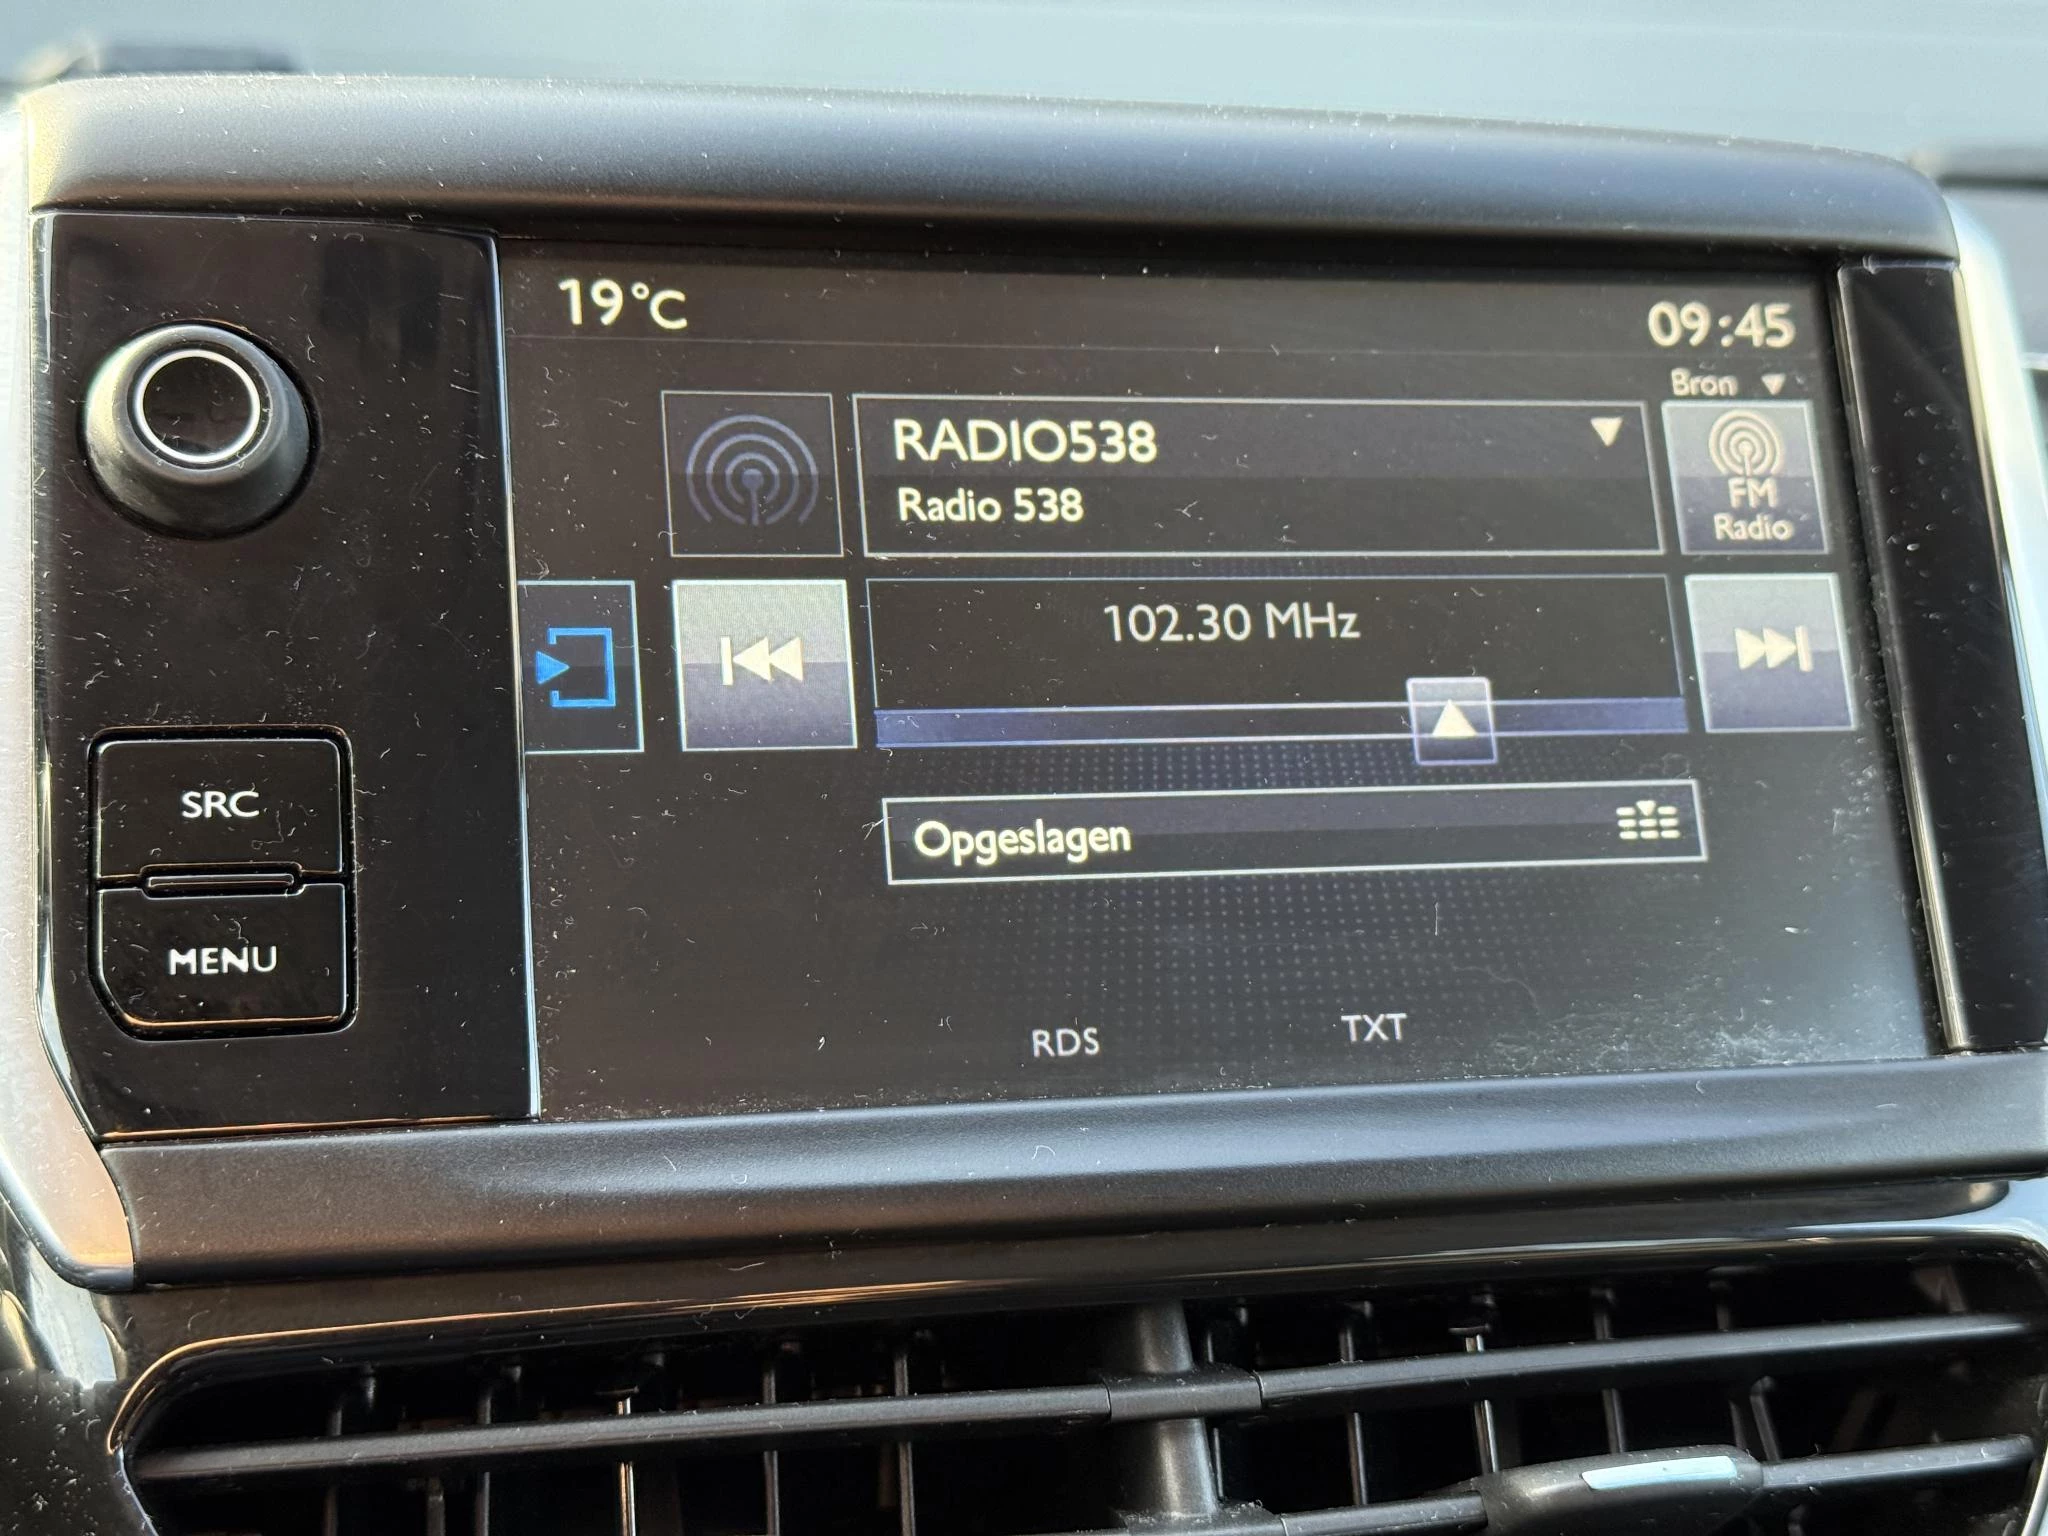 19°C
09:45
Bron
RADIO538
Radio 538
FM
Radio
102.30 MHz
SRC
Opgeslagen
MENU
RDS
TXT